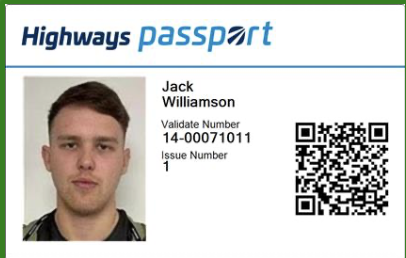 Highways passport
Jack
Williamson
Validate Number
14-00071011
Issue Number
1